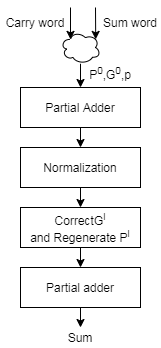 Carry word Sum word
P⁰,G⁰,p
Partial Adder
Normalization
CorrectGˡ
and Regenerate Pˡ
Partial adder
Sum